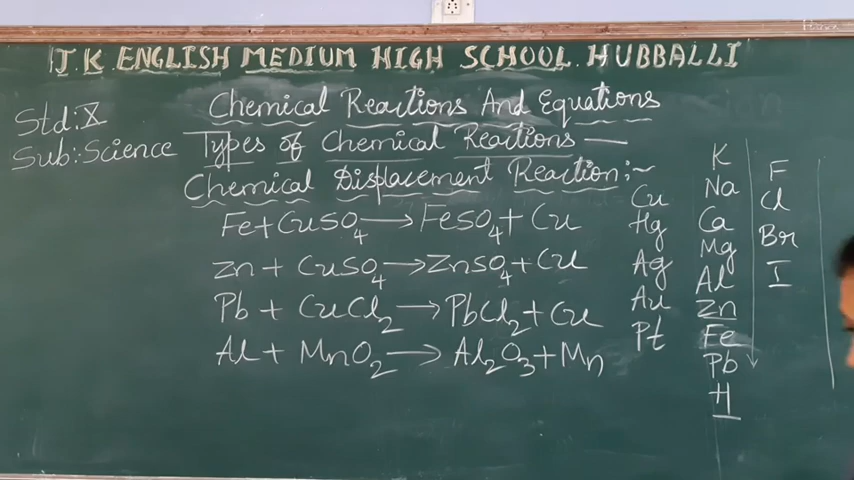 J K ENGLISH MEDIUM HIGH SCHOOL HUBBALLI
Std:X
Sub:Science
Chemical Reactions And Equations
Types of Chemical Reactions —
Chemical Displacement Reaction:~
Fe+CuSO4→FeSO4+Cu
Zn+CuSO4→ZnSO4+Cu
Pb+CuCl2→PbCl2+Cu
Al+MnO2→Al2O3+Mn
Cu
Hg
Ag
Au
Pt
K
Na
Ca
Mg
Al
Zn
Fe
Pb
H
F
Cl
Br
I